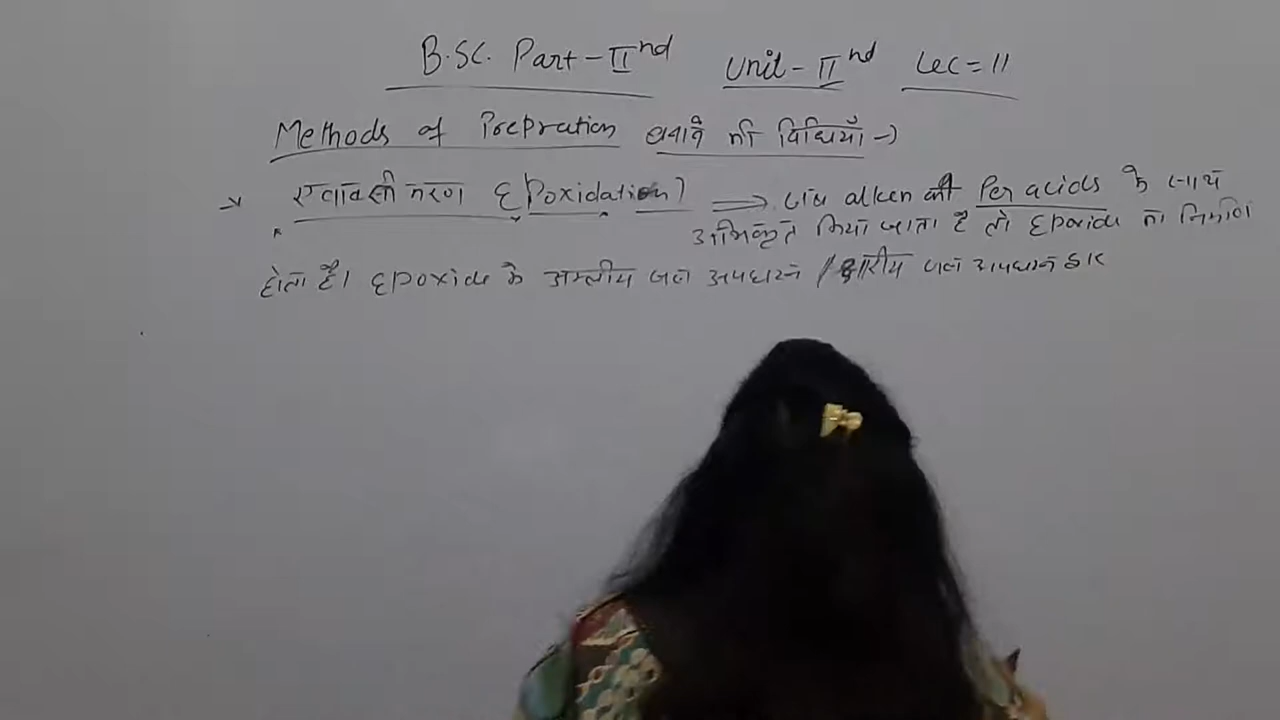 B.SC. Part-IInd Unit-IInd Lec=11
Methods of Prepration बनाने की विधियाँ →
एपॉक्सीकरण (Epoxidation) ⇒ जब alken को Per acids के साथ
अभिकृत किया जाता है तो Epoxide का निर्माण
होता है। Epoxide के अम्लीय जल अपघटन / क्षारीय जल अपघटन